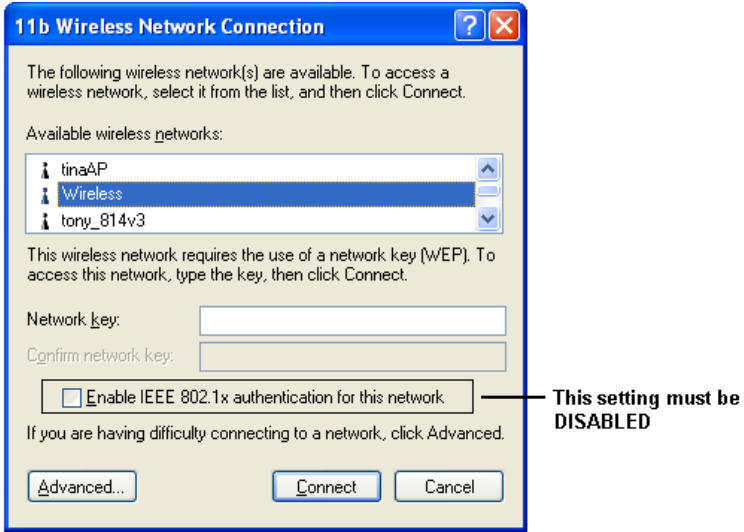 11b Wireless Network Connection
The following wireless network(s) are available. To access a
wireless network, select it from the list, and then click Connect.
Available wireless networks:
tinaAP
Wireless
tony_814v3
This wireless network requires the use of a network key (WEP). To
access this network, type the key, then click Connect.
Network key:
Confirm network key:
Enable IEEE 802.1x authentication for this network
This setting must be
DISABLED
If you are having difficulty connecting to a network, click Advanced.
Advanced...
Connect
Cancel